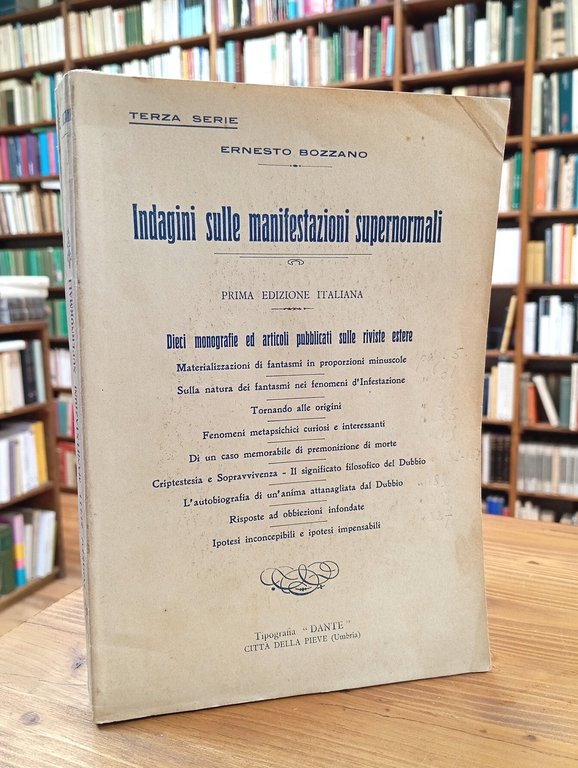 TERZA SERIE
ERNESTO BOZZANO
Indagini sulle manifestazioni supernormali
PRIMA EDIZIONE ITALIANA
Dieci monografie ed articoli pubblicati sulle riviste estere
Materializzazioni di fantasmi in proporzioni minuscole
Sulla natura dei fantasmi nei fenomeni d'Infestazione
Tornando alle origini
Fenomeni metapsichici curiosi e interessanti
Di un caso memorabile di premonizione di morte
Criptestesia e Sopravvivenza - Il significato filosofico del Dubbio
L'autobiografia di un'anima attanagliata dal Dubbio
Risposte ad obbiezioni infondate
Ipotesi inconcepibili e ipotesi impensabili
Tipografia "DANTE"
CITTÀ DELLA PIEVE (Umbria)